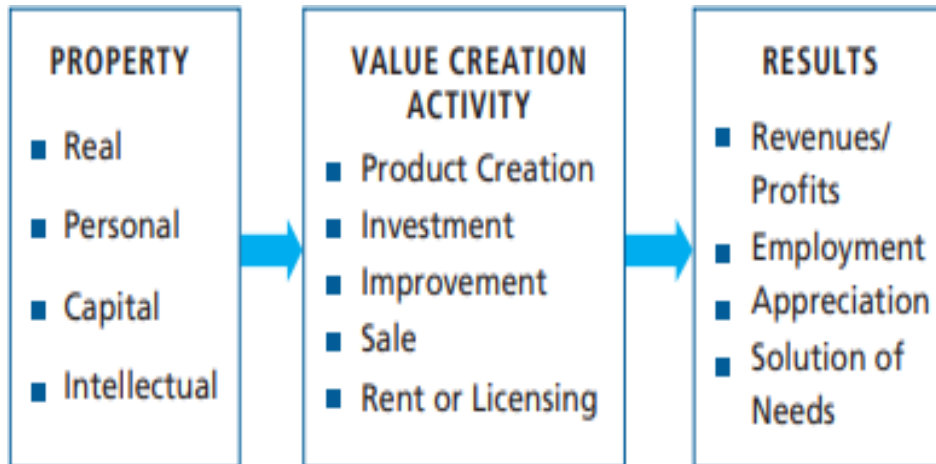 PROPERTY
Real
Personal
Capital
Intellectual
VALUE CREATION
ACTIVITY
Product Creation
Investment
Improvement
Sale
Rent or Licensing
RESULTS
Revenues/
Profits
Employment
Appreciation
Solution of
Needs